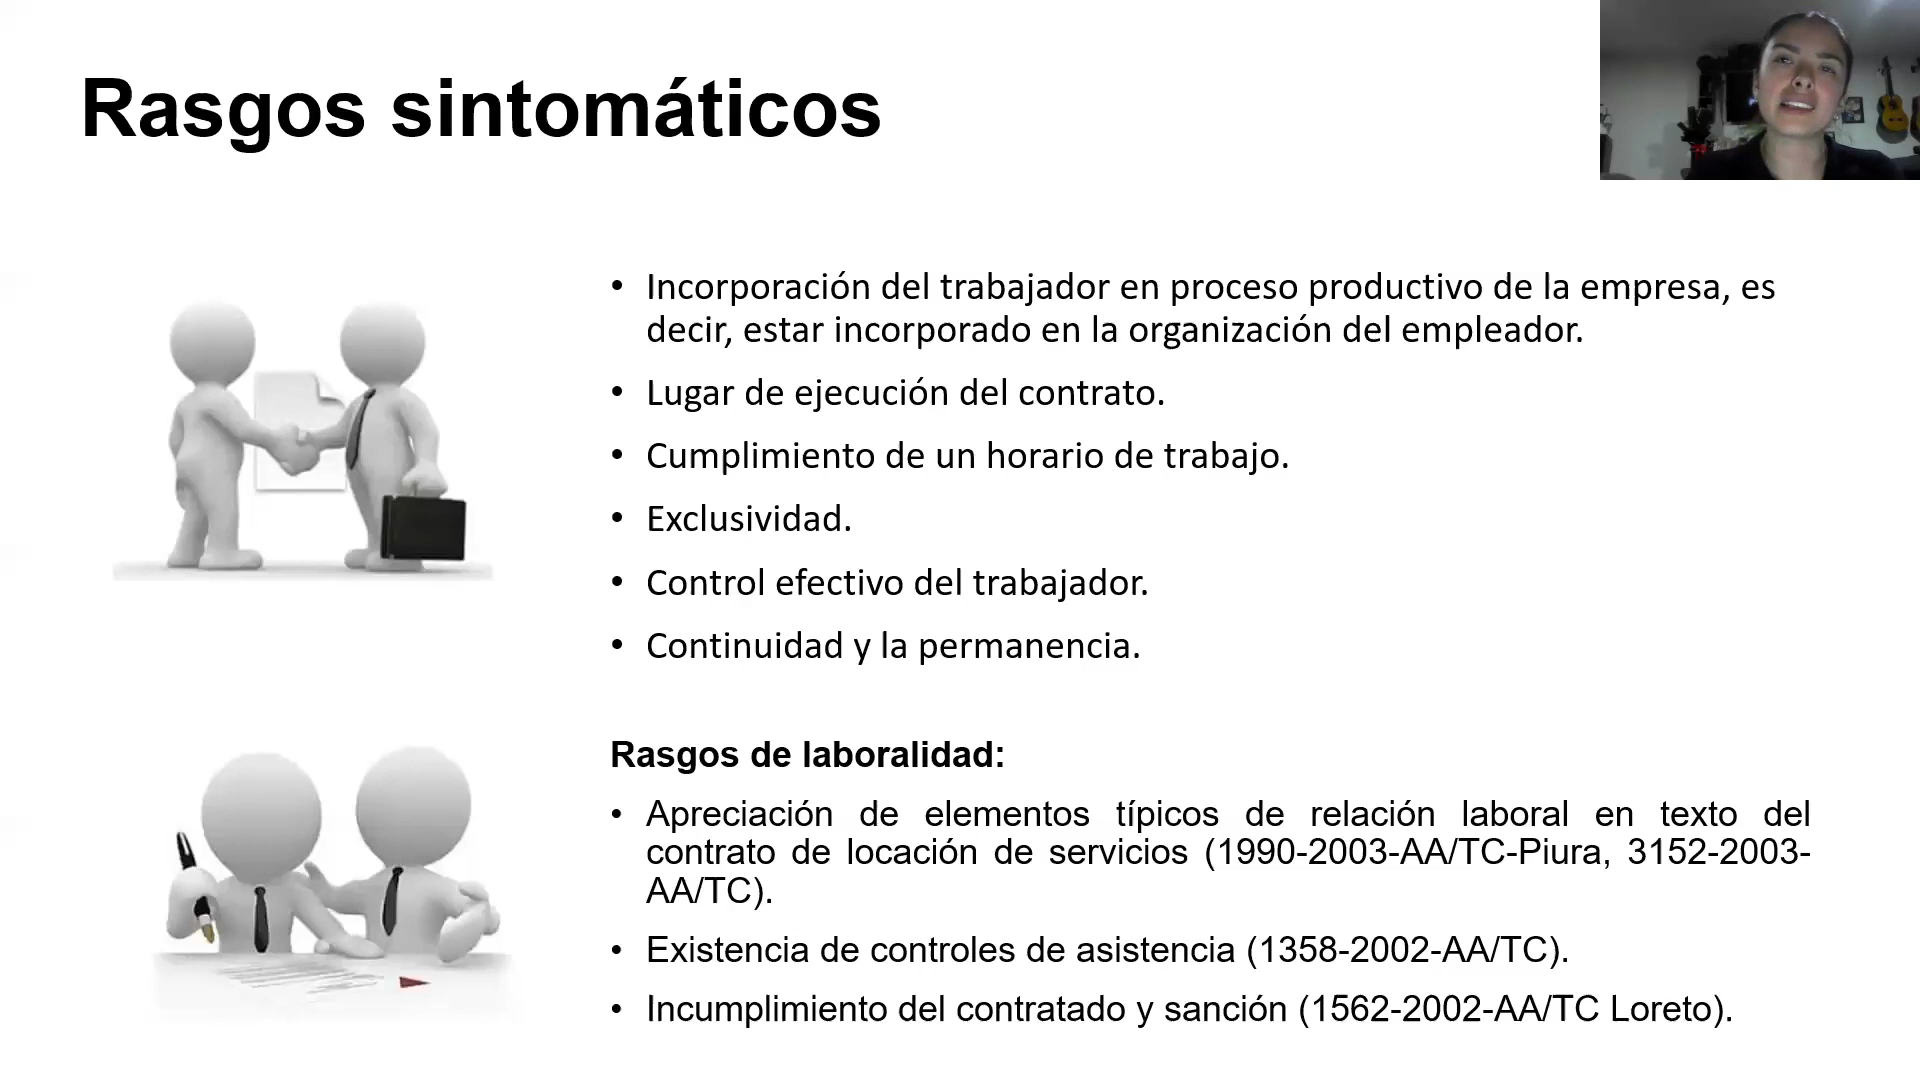 Rasgos sintomáticos
• Incorporación del trabajador en proceso productivo de la empresa, es
decir, estar incorporado en la organización del empleador.
• Lugar de ejecución del contrato.
• Cumplimiento de un horario de trabajo.
• Exclusividad.
• Control efectivo del trabajador.
• Continuidad y la permanencia.
Rasgos de laboralidad:
• Apreciación de elementos típicos de relación laboral en texto del
contrato de locación de servicios (1990-2003-AA/TC-Piura, 3152-2003-
AA/TC).
• Existencia de controles de asistencia (1358-2002-AA/TC).
• Incumplimiento del contratado y sanción (1562-2002-AA/TC Loreto).